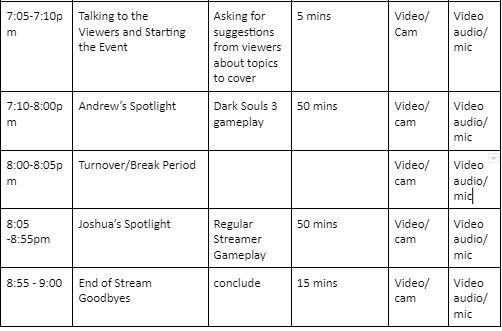 7:05-7:10p
m
Talking to the
Viewers and Starting
the Event
Asking for
suggestions
from viewers
about topics
to cover
5 mins
Video/
Cam
Video
audio/
mic
7:10-8:00p
m
Andrew's Spotlight
Dark Souls 3
gameplay
50 mins
Video/
cam
Video
audio/
mic
8:00-8:05p
m
Turnover/Break Period
Video/
cam
Video
audio/
mic
8:05
-8:55pm
Joshua's Spotlight
Regular
Streamer
Gameplay
50 mins
Video/
cam
Video
audio/
mic
8:55 - 9:00
End of Stream
Goodbyes
conclude
15 mins
Video/
cam
Video
audio/
mic